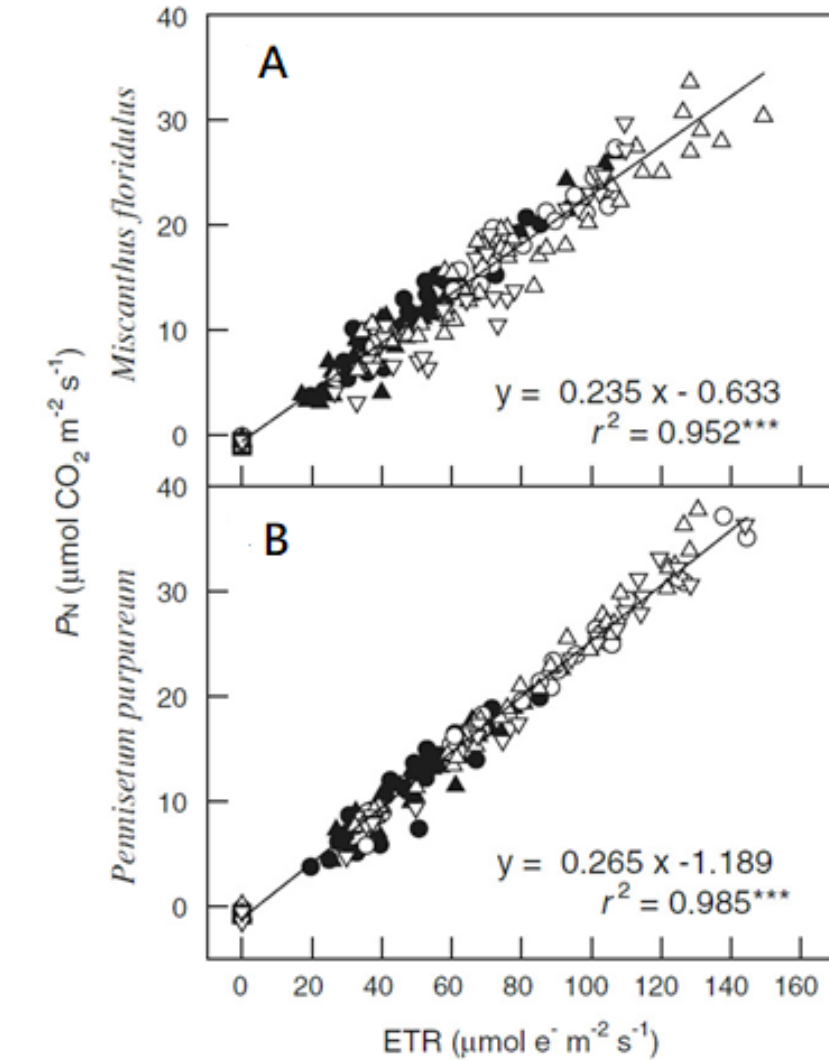 40
A
30
20
10
0
Miscanthus floridulus
y = 0.235 x - 0.633
r² = 0.952***
P_N (μmol CO₂ m⁻² s⁻¹)
40
B
30
20
10
0
Pennisetum purpureum
y = 0.265 x -1.189
r² = 0.985***
0 20 40 60 80 100 120 140 160
ETR (μmol e⁻ m⁻² s⁻¹)